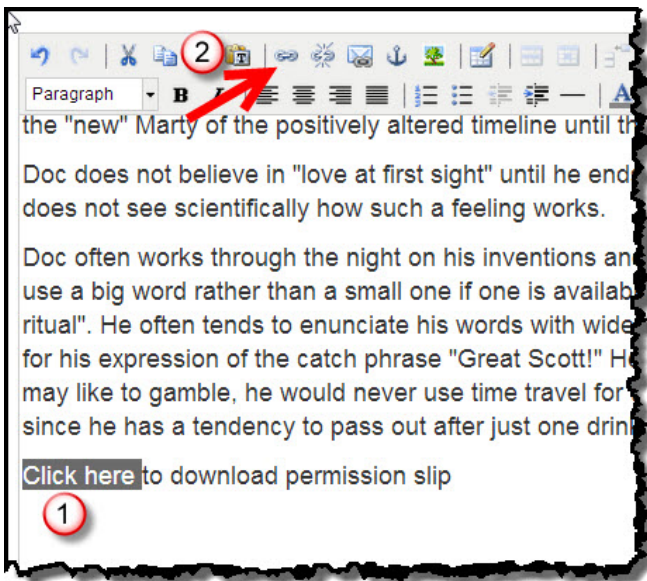 2
Paragraph B I A
the "new" Marty of the positively altered timeline until th
Doc does not believe in "love at first sight" until he end
does not see scientifically how such a feeling works.
Doc often works through the night on his inventions an
use a big word rather than a small one if one is availab
ritual". He often tends to enunciate his words with wide
for his expression of the catch phrase "Great Scott!" H
may like to gamble, he would never use time travel for
since he has a tendency to pass out after just one drin
Click here to download permission slip
1